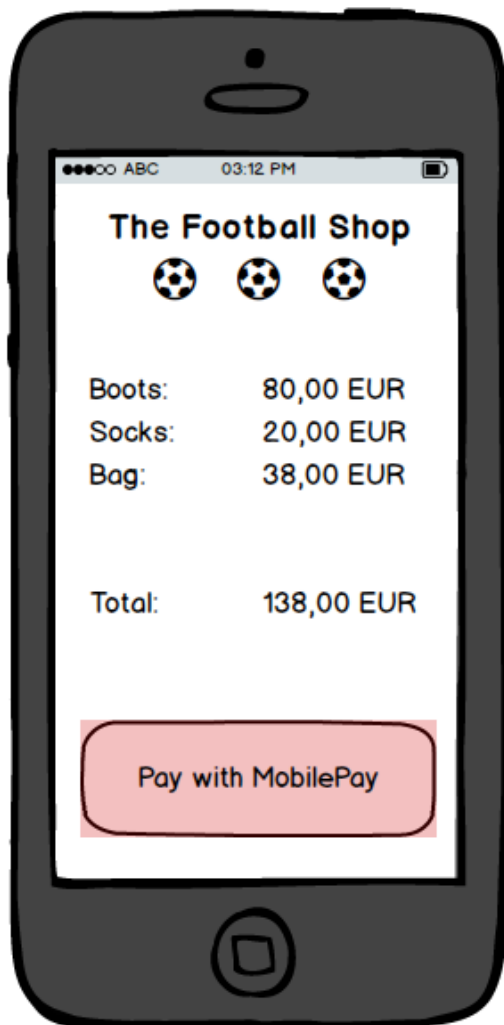 ABC 03:12 PM
The Football Shop
Boots: 80,00 EUR
Socks: 20,00 EUR
Bag: 38,00 EUR
Total: 138,00 EUR
Pay with MobilePay